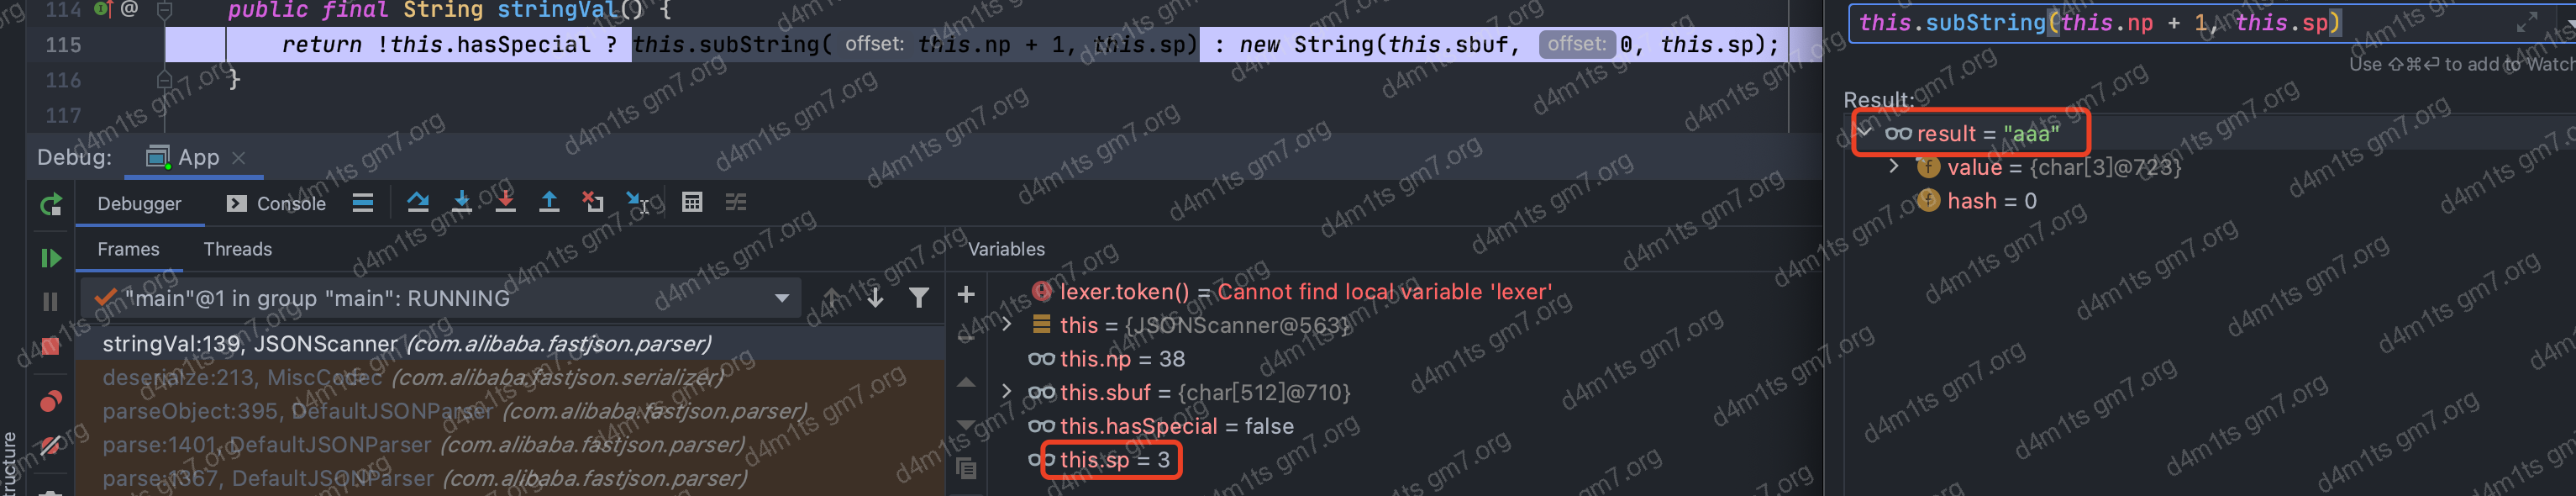 114 @ public final String stringVal() {
115 return !this.hasSpecial ? this.subString( offset: this.np + 1, this.sp) : new String(this.sbuf, offset: 0, this.sp);
116 }
117
Debug: App
Debugger Console
Frames Threads
"main"@1 in group "main": RUNNING
stringVal:139, JSONScanner (com.alibaba.fastjson.parser)
deserialze:213, MiscCodec (com.alibaba.fastjson.serializer)
parseObject:395, DefaultJSONParser (com.alibaba.fastjson.parser)
parse:1401, DefaultJSONParser (com.alibaba.fastjson.parser)
parse:1367, DefaultJSONParser (com.alibaba.fastjson.parser)
tructure
Variables
lexer.token() = Cannot find local variable 'lexer'
this = {JSONScanner@563}
this.np = 38
this.sbuf = {char[512]@710}
this.hasSpecial = false
this.sp = 3
this.subString(this.np + 1, this.sp)
Use ⇧⌘↩ to add to Watch
Result:
result = "aaa"
value = {char[3]@723}
hash = 0
d4m1ts gm7.org